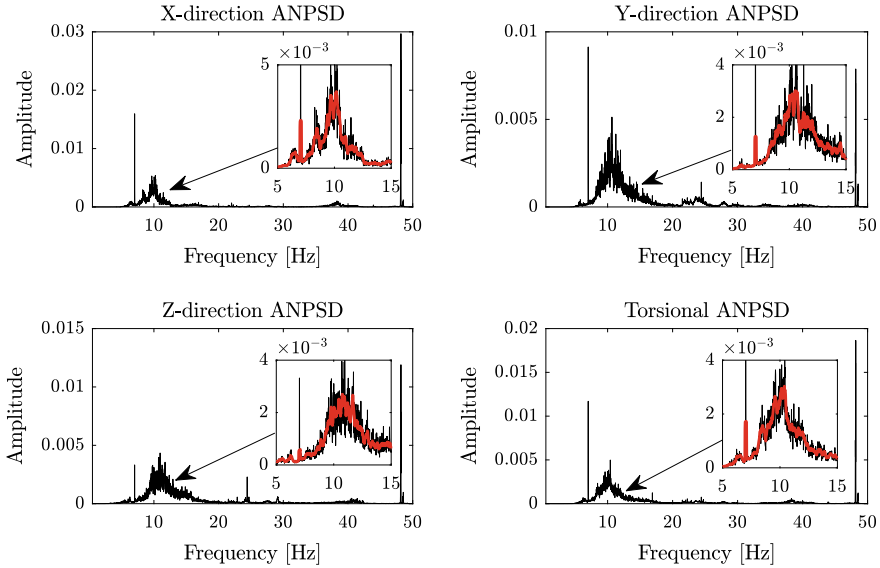 X-direction ANPSD
Amplitude
0.03
0.02
0.01
0
10 20 30 40 50
Frequency [Hz]
×10⁻³
5
0
5 10 15
Y-direction ANPSD
Amplitude
0.01
0.005
0
10 20 30 40 50
Frequency [Hz]
×10⁻³
4
2
0
5 10 15
Z-direction ANPSD
Amplitude
0.015
0.01
0.005
0
10 20 30 40 50
Frequency [Hz]
×10⁻³
4
2
0
5 10 15
Torsional ANPSD
Amplitude
0.02
0.015
0.01
0.005
0
10 20 30 40 50
Frequency [Hz]
×10⁻³
4
2
0
5 10 15